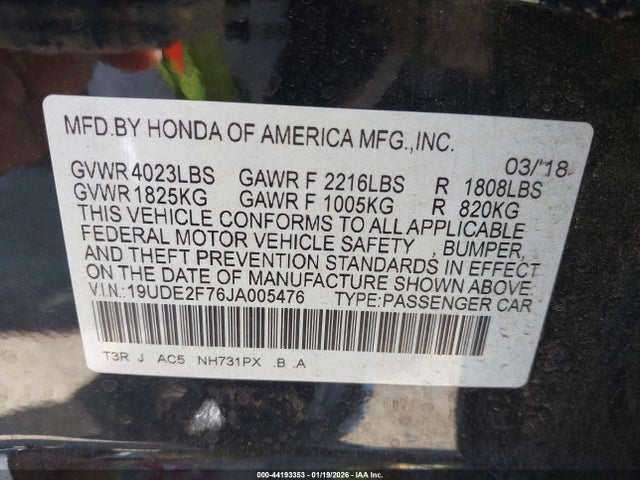 MFD.BY HONDA OF AMERICA MFG.,INC.
03/'18
GVWR 4023LBS GAWR F 2216LBS R 1808LBS
GVWR 1825KG GAWR F 1005KG R 820KG
THIS VEHICLE CONFORMS TO ALL APPLICABLE
FEDERAL MOTOR VEHICLE SAFETY , BUMPER,
AND THEFT PREVENTION STANDARDS IN EFFECT
ON THE DATE OF MANUFACTURE SHOWN ABOVE.
V.I.N.:19UDE2F76JA005476 TYPE:PASSENGER CAR
T3R J AC5 NH731PX .B .A
000-44193353 - 01/19/2026 - IAA Inc.